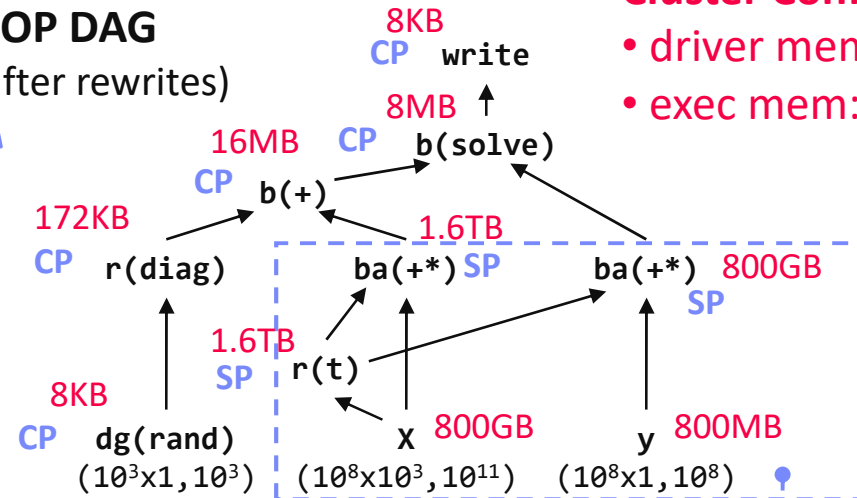 OP DAG
fter rewrites)
8KB
CP write
8MB
CP b(solve)
16MB
CP b(+)
172KB
CP r(diag)
1.6TB
ba(+*) SP
ba(+*) 800GB
SP
1.6TB
SP r(t)
8KB
CP dg(rand)
(10³x1,10³)
X 800GB
(10⁸x10³,10¹¹)
y 800MB
(10⁸x1,10⁸)
• driver mem
• exec mem: